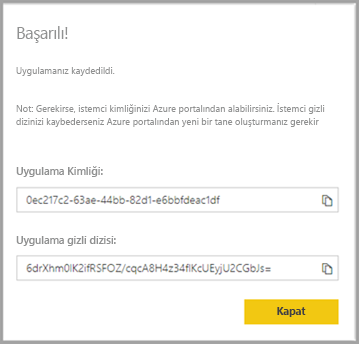 Başarılı!
Uygulamanız kaydedildi.
Not: Gerekirse, istemci kimliğinizi Azure portalından alabilirsiniz. İstemci gizli
dizinizi kaybederseniz Azure portalından yeni bir tane oluşturmanız gerekir
Uygulama Kimliği:
0ec217c2-63ae-44bb-82d1-e6bbfdeac1df
Uygulama gizli dizisi:
6drXhm0lK2ifRSFOZ/cqcA8H4z34flKcUEyjU2CGbJs=
Kapat